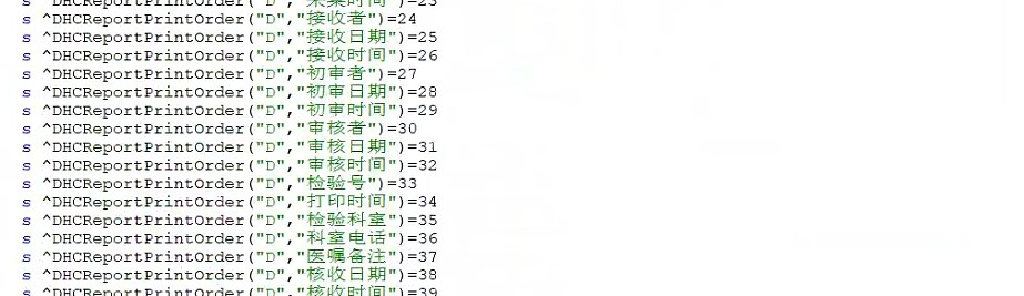 s ^DHCReportPrintOrder("D","采集时间")=23
s ^DHCReportPrintOrder("D","接收者")=24
s ^DHCReportPrintOrder("D","接收日期")=25
s ^DHCReportPrintOrder("D","接收时间")=26
s ^DHCReportPrintOrder("D","初审者")=27
s ^DHCReportPrintOrder("D","初审日期")=28
s ^DHCReportPrintOrder("D","初审时间")=29
s ^DHCReportPrintOrder("D","审核者")=30
s ^DHCReportPrintOrder("D","审核日期")=31
s ^DHCReportPrintOrder("D","审核时间")=32
s ^DHCReportPrintOrder("D","检验号")=33
s ^DHCReportPrintOrder("D","打印时间")=34
s ^DHCReportPrintOrder("D","检验科室")=35
s ^DHCReportPrintOrder("D","科室电话")=36
s ^DHCReportPrintOrder("D","医嘱备注")=37
s ^DHCReportPrintOrder("D","核收日期")=38
s ^DHCReportPrintOrder("D","核收时间")=39